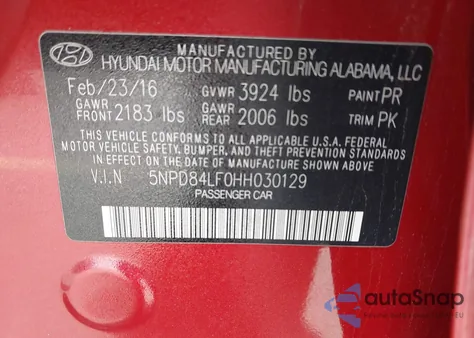 MANUFACTURED BY
HYUNDAI MOTOR MANUFACTURING ALABAMA, LLC
Feb/23/16 GVWR 3924 lbs PAINT PR
GAWR FRONT 2183 lbs GAWR REAR 2006 lbs TRIM PK
THIS VEHICLE CONFORMS TO ALL APPLICABLE U.S. FEDERAL
MOTOR VEHICLE SAFETY, BUMPER, AND THEFT PREVENTION
STANDARDS IN EFFECT ON THE DATE OF MANUFACTURE SHOWN ABOVE.
V.I.N 5NPD84LF0HH030129
PASSENGER CAR
autoSnap